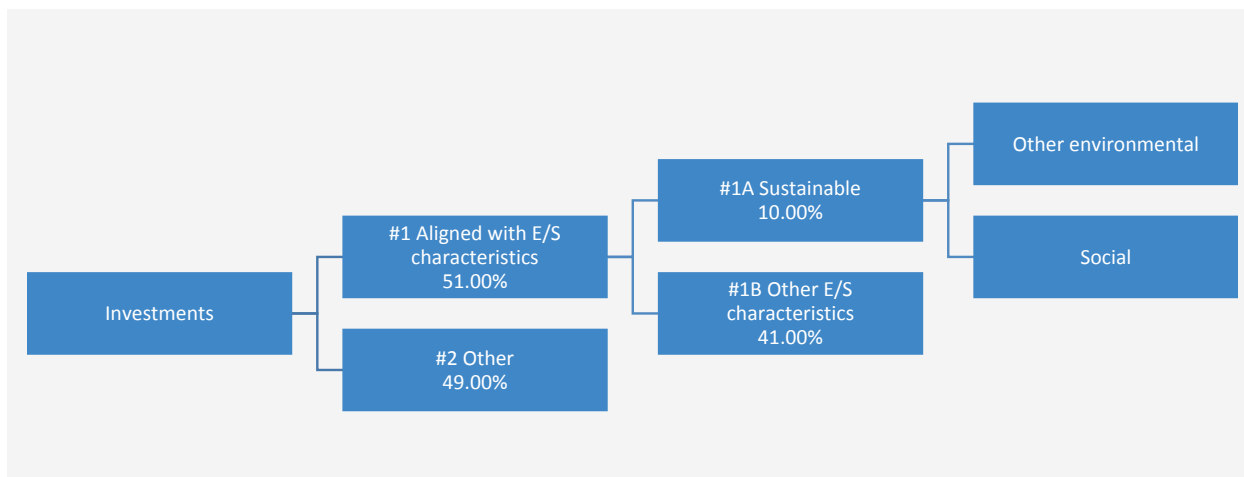 Investments
#1 Aligned with E/S
characteristics
51.00%
#2 Other
49.00%
#1A Sustainable
10.00%
#1B Other E/S
characteristics
41.00%
Other environmental
Social